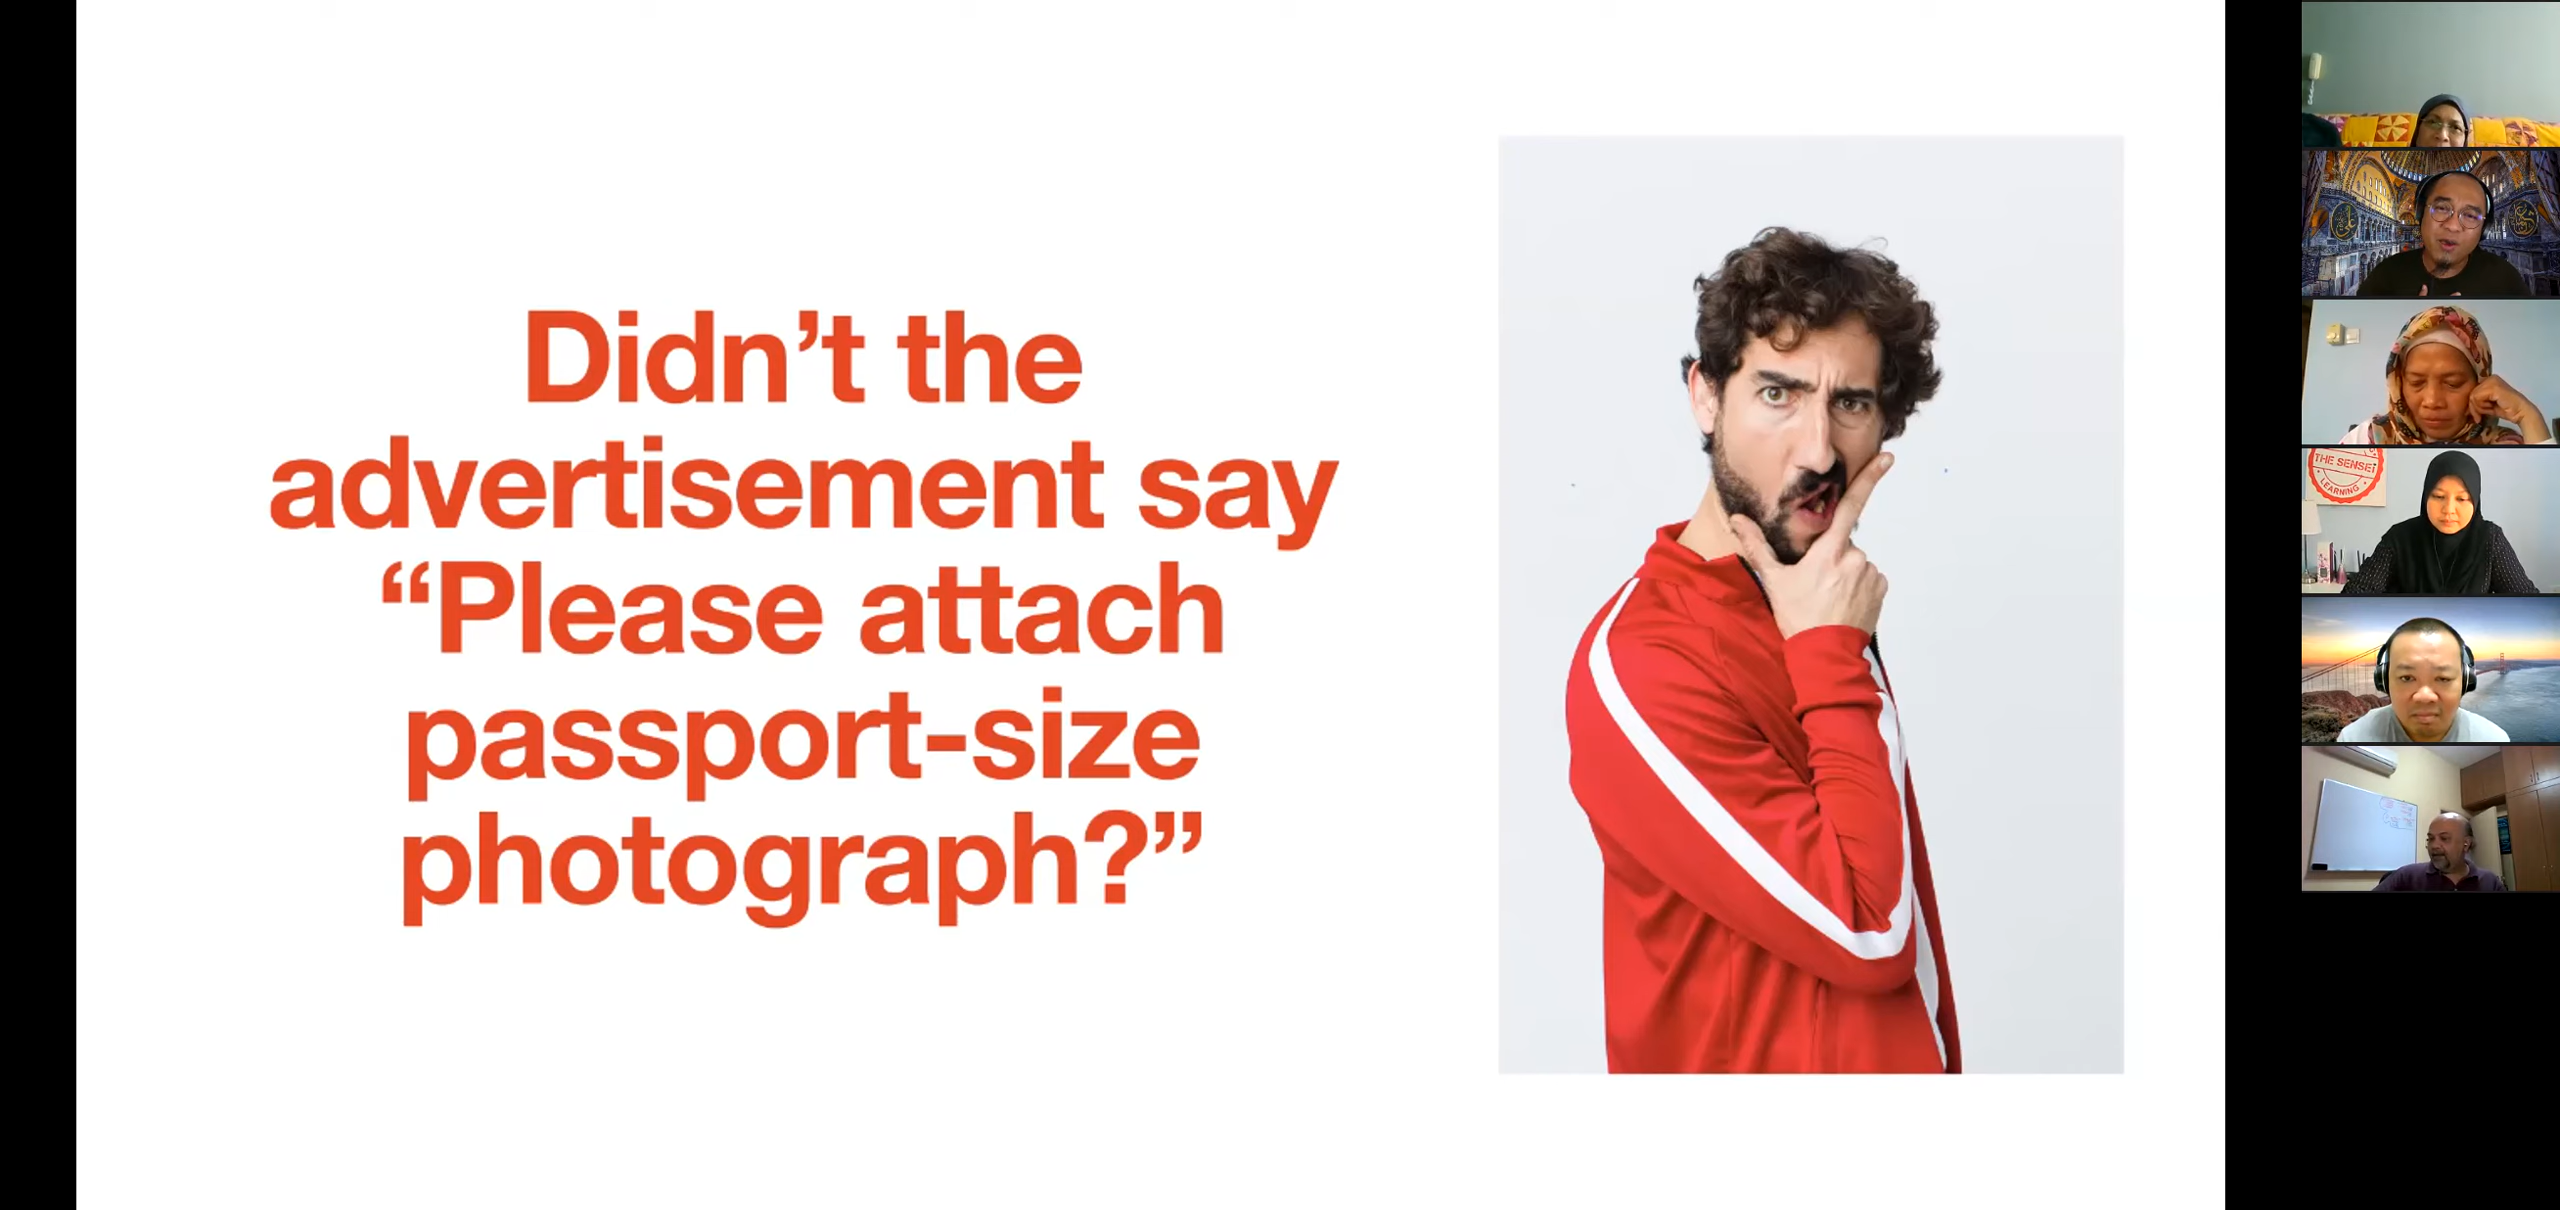 Didn’t the
advertisement say
“Please attach
passport-size
photograph?”
THE SENSEI
LEARNING